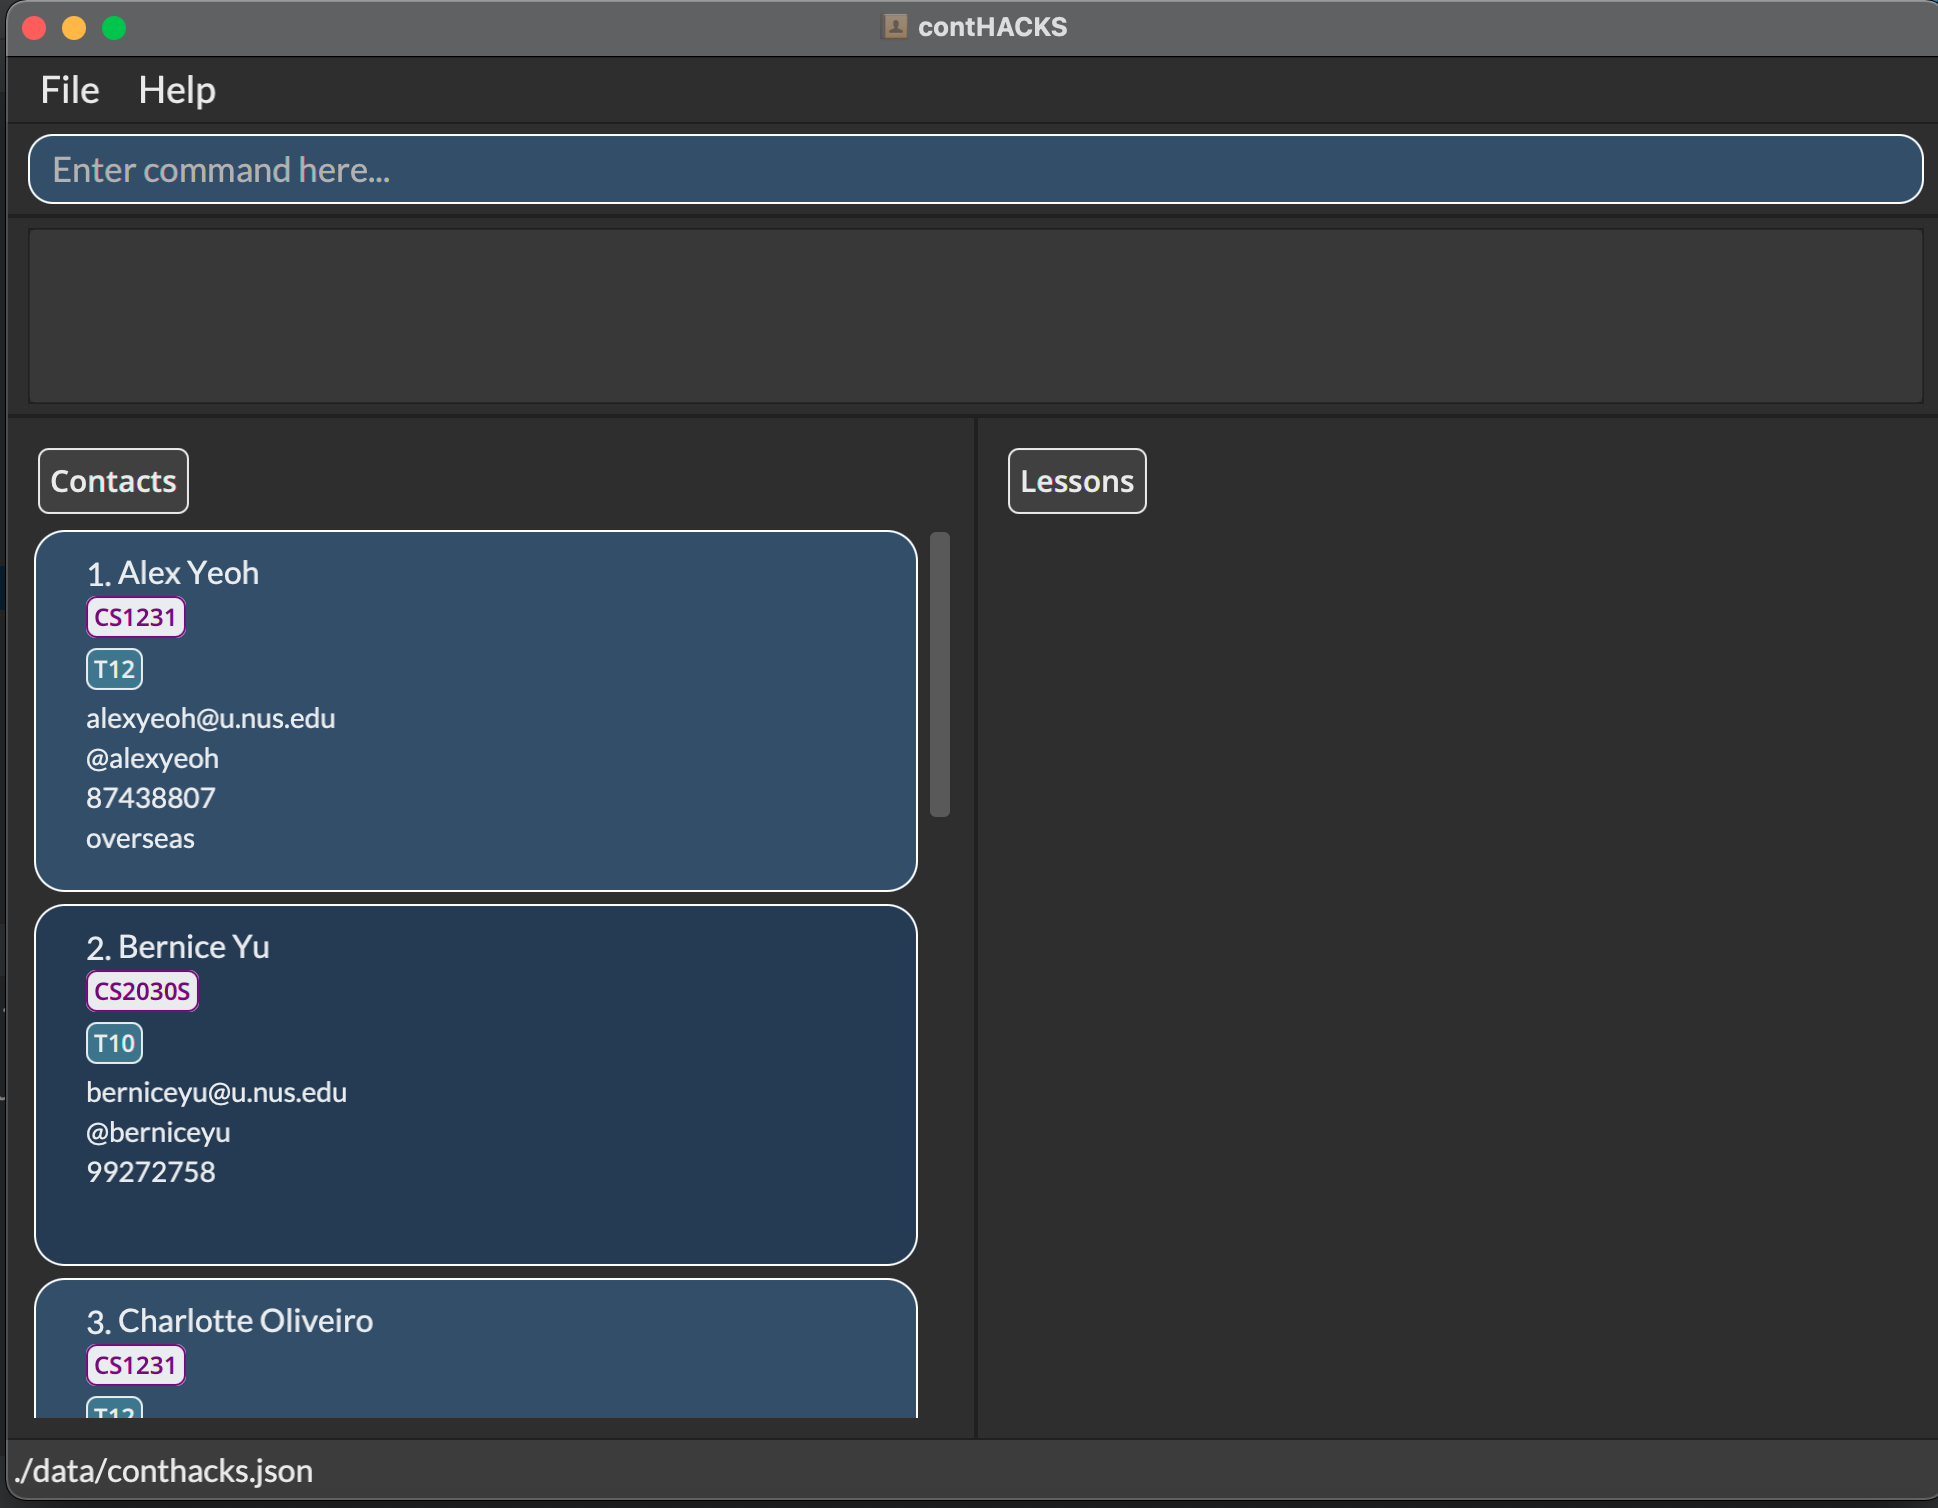 contHACKS
File Help
Enter command here...
Contacts
1. Alex Yeoh
CS1231
T12
alexyeoh@u.nus.edu
@alexyeoh
87438807
overseas
2. Bernice Yu
CS2030S
T10
berniceyu@u.nus.edu
@berniceyu
99272758
3. Charlotte Oliveiro
CS1231
T12
Lessons
./data/conthacks.json